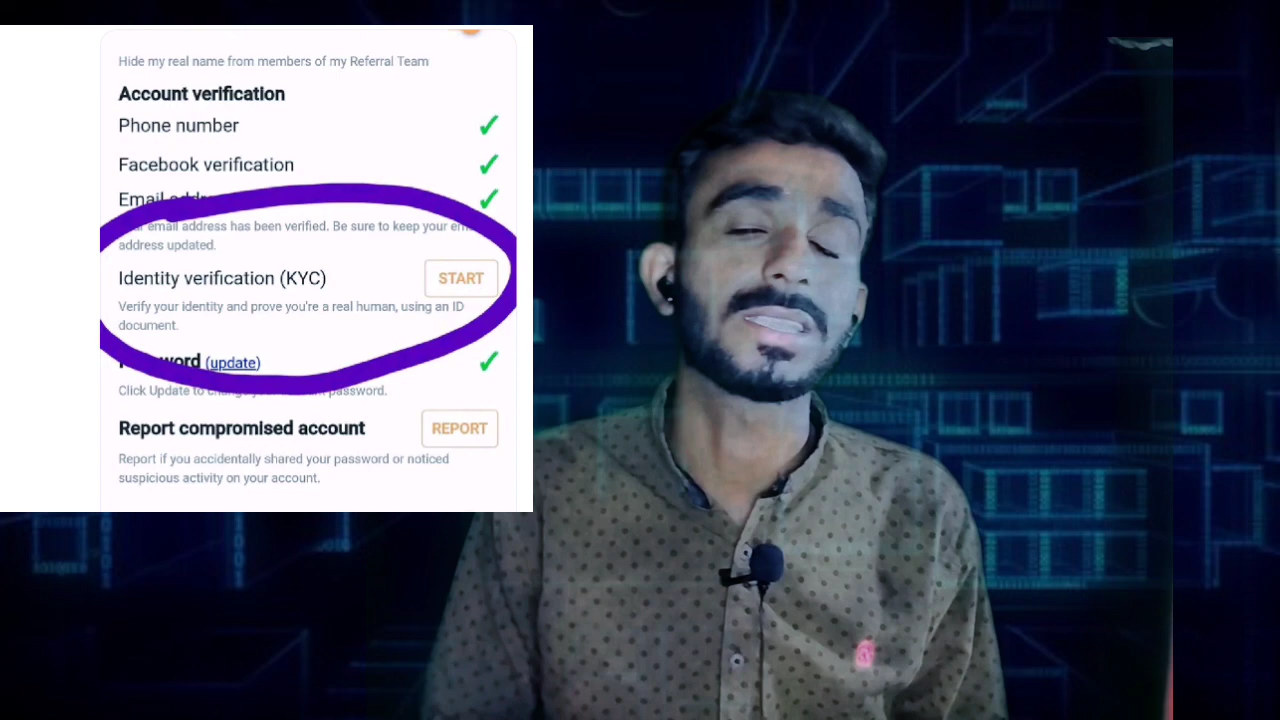 Hide my real name from members of my Referral Team
Account verification
Phone number
Facebook verification
Email
email address has been verified. Be sure to keep your
address updated.
Identity verification (KYC)
START
Verify your identity and prove you're a real human, using an ID
document.
(update)
Click Update to password.
Report compromised account
REPORT
Report if you accidentally shared your password or noticed
suspicious activity on your account.